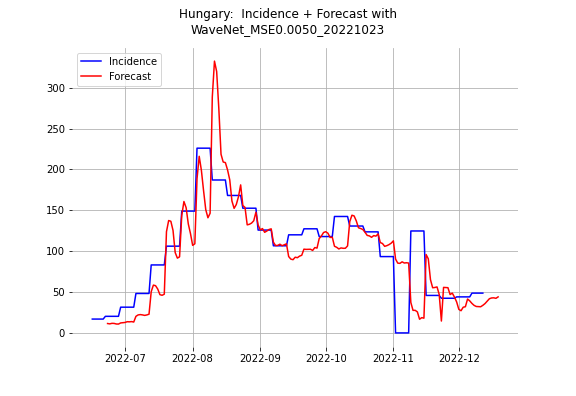 Hungary:  Incidence + Forecast with
WaveNet_MSE0.0050_20221023
Incidence
Forecast
300
250
200
150
100
50
0
2022-07 2022-08 2022-09 2022-10 2022-11 2022-12